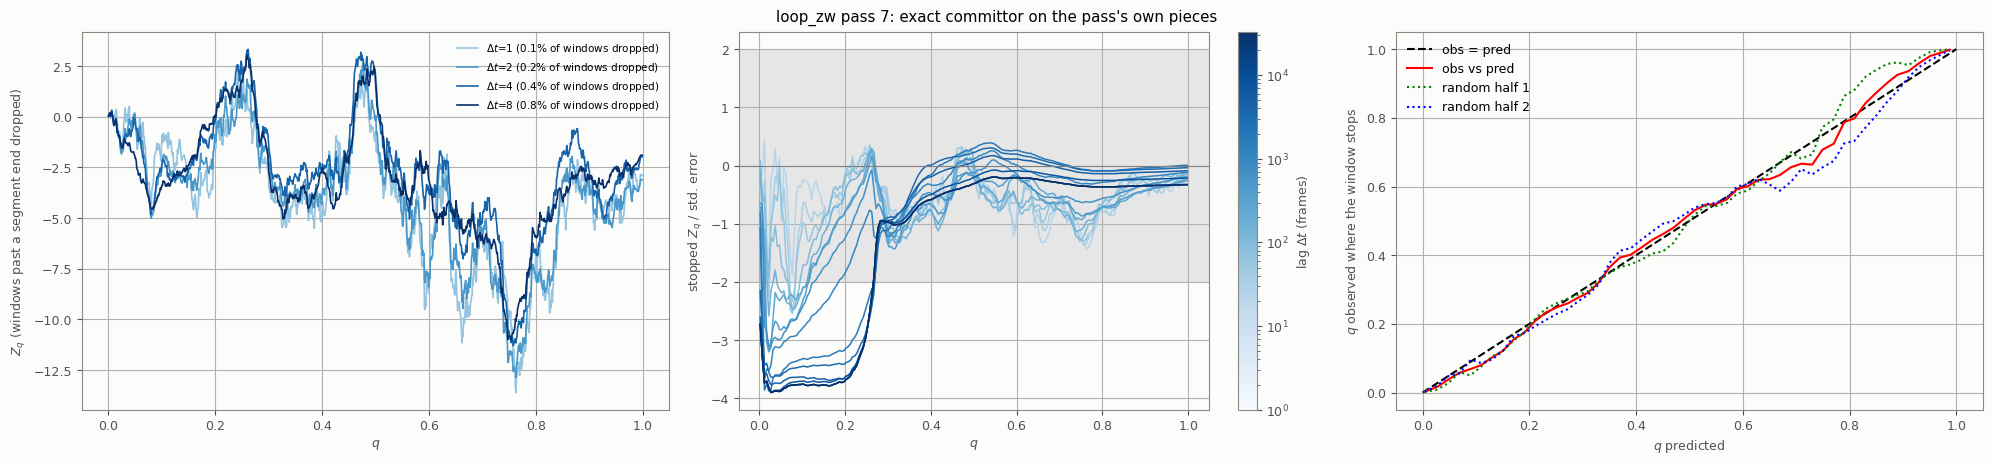 loop_zw pass 7: exact committor on the pass's own pieces
Z_q (windows past a segment end dropped)
2.5
0.0
−2.5
−5.0
−7.5
−10.0
−12.5
Δt=1 (0.1% of windows dropped)
Δt=2 (0.2% of windows dropped)
Δt=4 (0.4% of windows dropped)
Δt=8 (0.8% of windows dropped)
0.0 0.2 0.4 0.6 0.8 1.0
q
stopped Z_q / std. error
2
1
0
−1
−2
−3
−4
0.0 0.2 0.4 0.6 0.8 1.0
q
10^4
10^3
10^2
10^1
10^0
lag Δt (frames)
q observed where the window stops
1.0
0.8
0.6
0.4
0.2
0.0
obs = pred
obs vs pred
random half 1
random half 2
0.0 0.2 0.4 0.6 0.8 1.0
q predicted